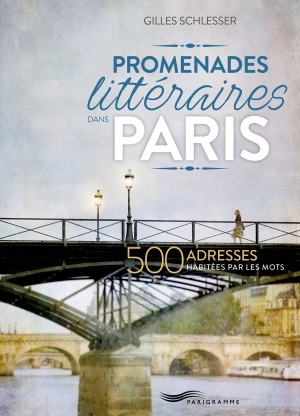 GILLES SCHLESSER
PROMENADES
littéraires
DANS
PARIS
500 ADRESSES
HABITÉES PAR LES MOTS
PARIGRAMME